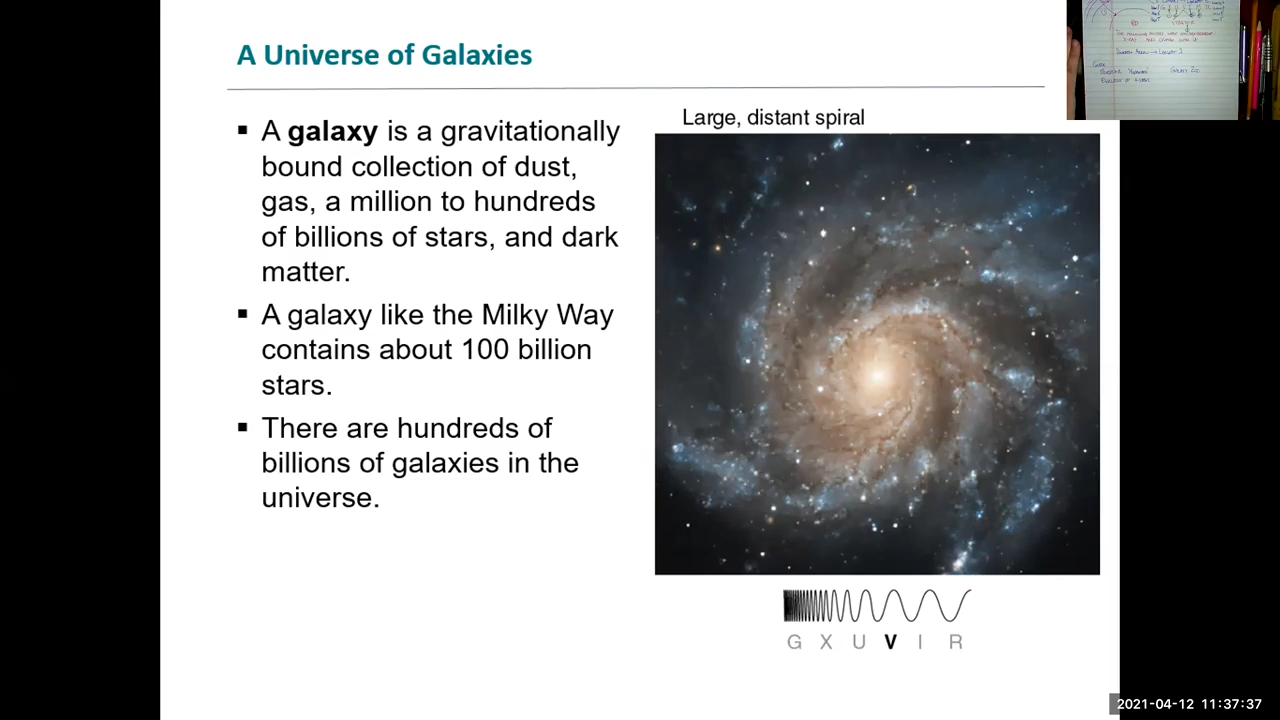 A Universe of Galaxies
▪ A galaxy is a gravitationally
bound collection of dust,
gas, a million to hundreds
of billions of stars, and dark
matter.
▪ A galaxy like the Milky Way
contains about 100 billion
stars.
▪ There are hundreds of
billions of galaxies in the
universe.
Large, distant spiral
G X U V I R
2021-04-12 11:37:37